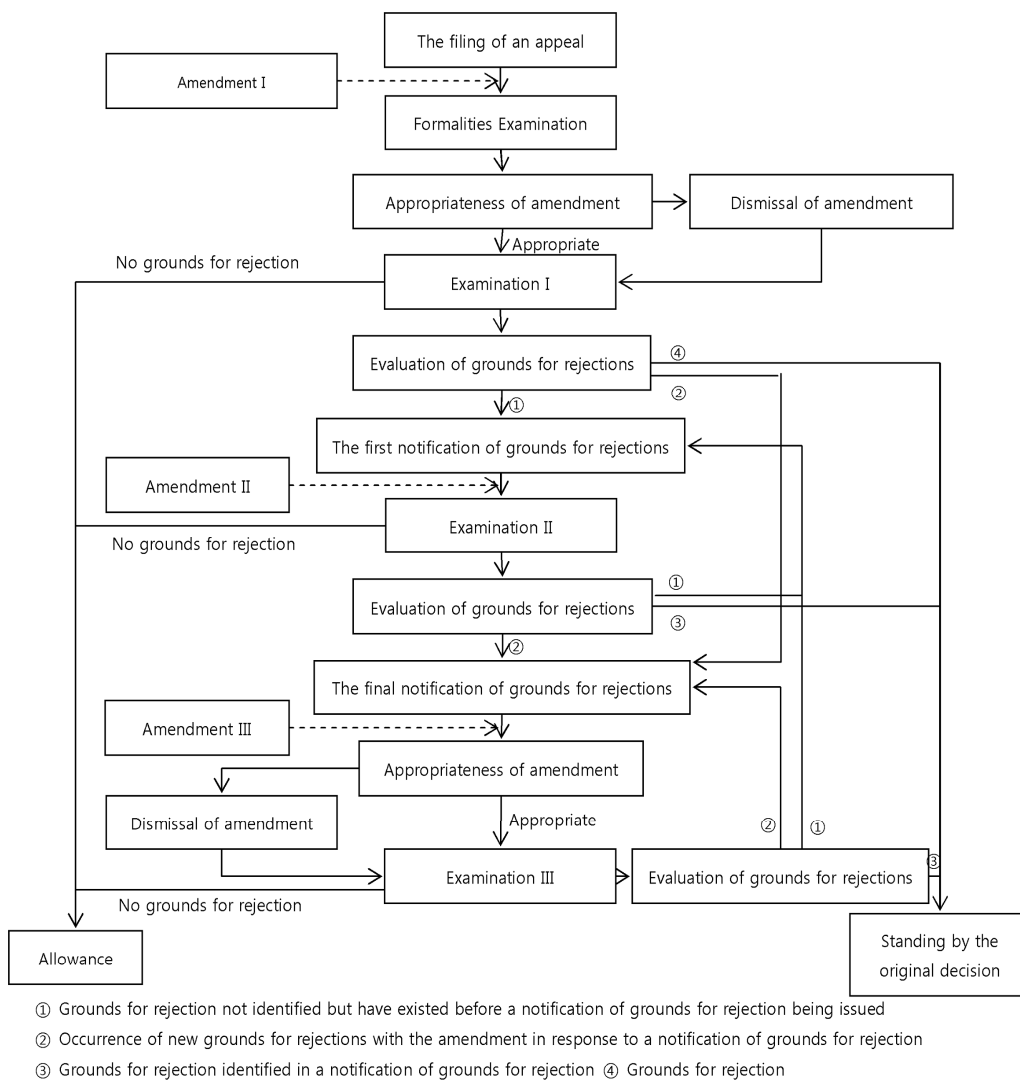 The filing of an appeal
Amendment I
Formalities Examination
Appropriateness of amendment
Dismissal of amendment
Appropriate
No grounds for rejection
Examination I
Evaluation of grounds for rejections
④
②
①
The first notification of grounds for rejections
Amendment II
Examination II
No grounds for rejection
①
Evaluation of grounds for rejections
③
②
The final notification of grounds for rejections
Amendment III
Appropriateness of amendment
Dismissal of amendment
Appropriate
②
①
Examination III
Evaluation of grounds for rejections
③
No grounds for rejection
Allowance
Standing by the
original decision
① Grounds for rejection not identified but have existed before a notification of grounds for rejection being issued
② Occurrence of new grounds for rejections with the amendment in response to a notification of grounds for rejection
③ Grounds for rejection identified in a notification of grounds for rejection ④ Grounds for rejection